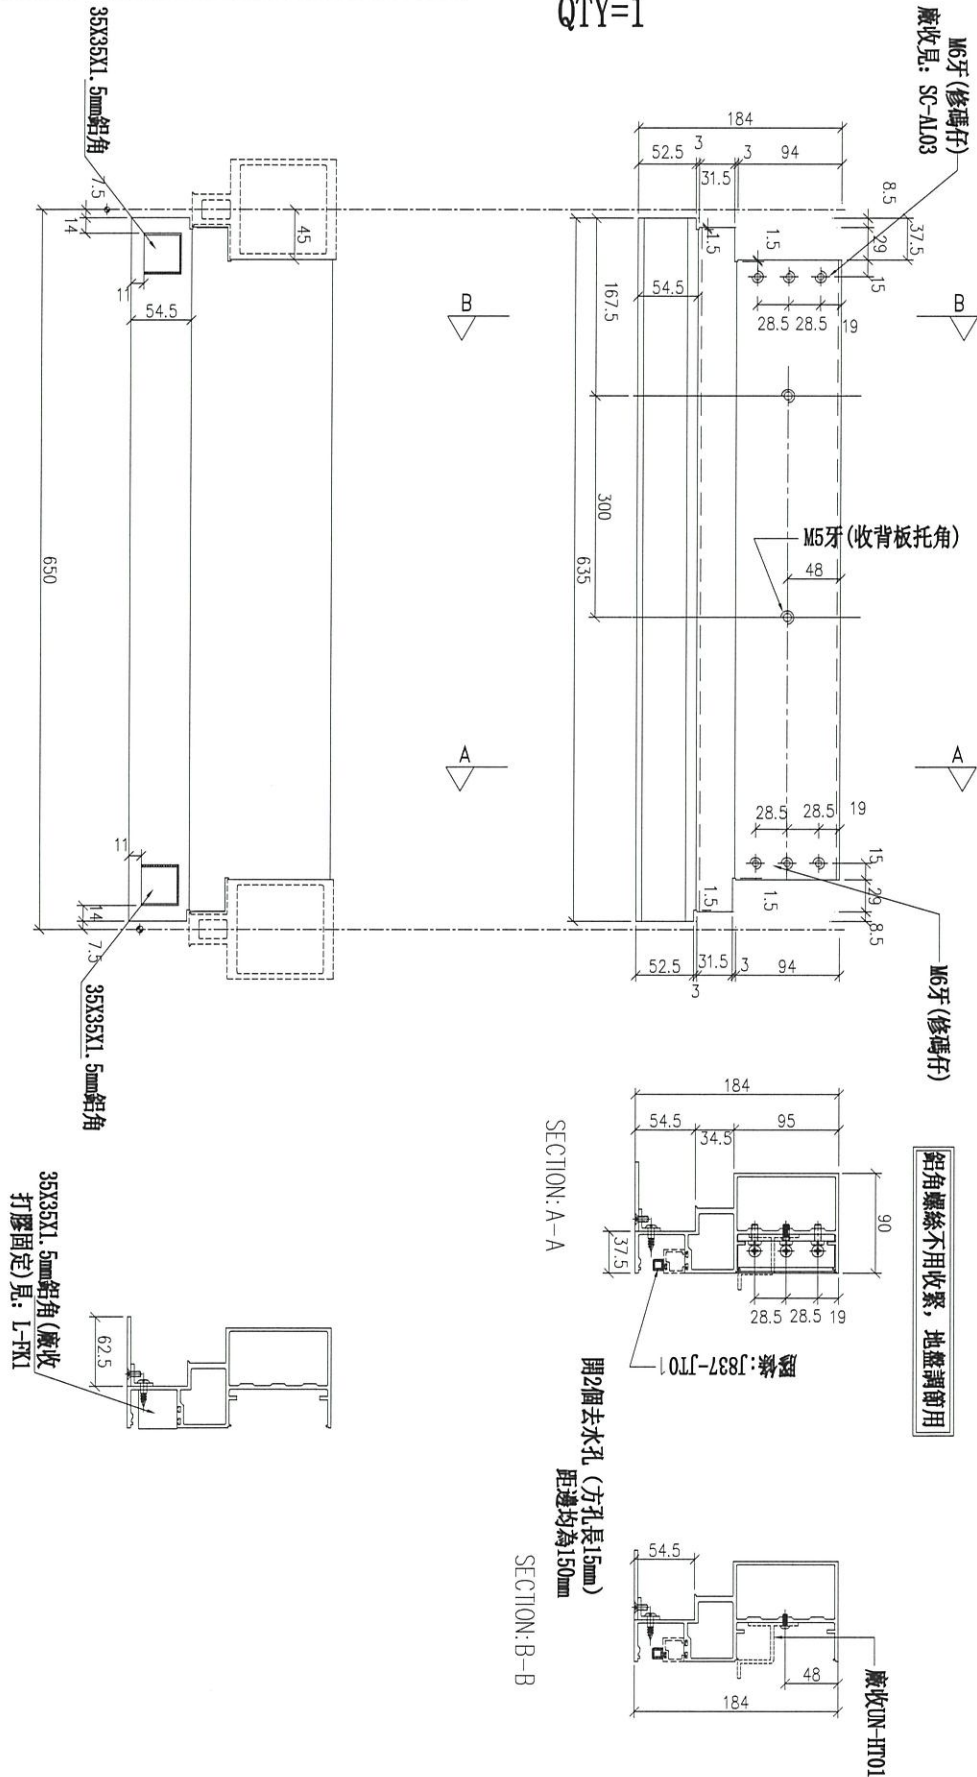 QTY=1
M6牙(修碼仔)
廠收見: SC-AL03
35X35X1.5mm鋁角
184
52.5
3
31.5
3
94
8.5
37.5
29
15
1.5
1.5
7.5
14
45
11
54.5
54.5
167.5
28.5
28.5
19
B
B
300
M5牙(收背板托角)
48
650
635
A
A
28.5
28.5
19
15
29
8.5
1.5
1.5
11
14
7.5
52.5
31.5
3
94
3
M6牙(修碼仔)
35X35X1.5mm鋁角
鋁角螺絲不用收緊，地盤調節用
184
54.5
34.5
95
90
37.5
28.5
28.5
19
SECTION: A-A
膠條: J837-JT01
35X35X1.5mm鋁角(廠收
打膠固定)見: L-FK1
62.5
開2個去水孔 (方孔長15mm)
距邊均為150mm
54.5
48
184
SECTION: B-B
廠收UN-HT01